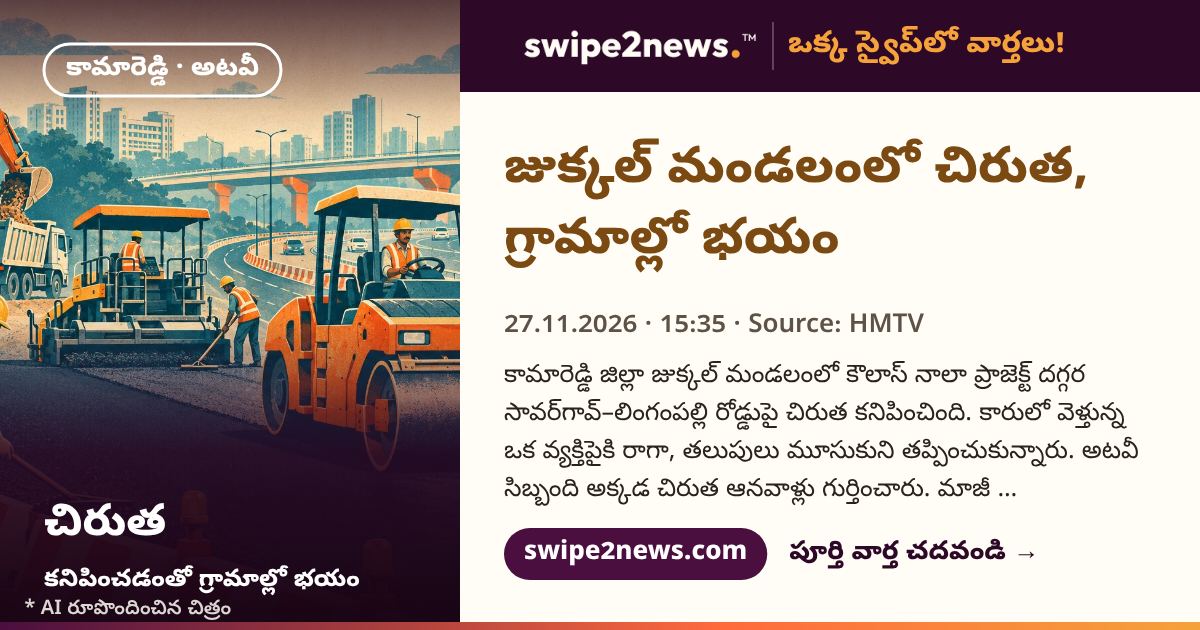 కామారెడ్డి · అటవీ
swipe2news.™ ఒక్క స్వైప్‌లో వార్తలు!
జుక్కల్ మండలంలో చిరుత,
గ్రామాల్లో భయం
27.11.2026 · 15:35 · Source: HMTV
కామారెడ్డి జిల్లా జుక్కల్ మండలంలో కౌలాస్ నాలా ప్రాజెక్ట్ దగ్గర
సావర్‌గావ్–లింగంపల్లి రోడ్డుపై చిరుత కనిపించింది. కారులో వెళ్తున్న
ఒక వ్యక్తిపైకి రాగా, తలుపులు మూసుకుని తప్పించుకున్నారు. అటవీ
సిబ్బంది అక్కడ చిరుత ఆనవాళ్లు గుర్తించారు. మాజీ ...
swipe2news.com పూర్తి వార్త చదవండి →
చిరుత
కనిపించడంతో గ్రామాల్లో భయం
* AI రూపొందించిన చిత్రం